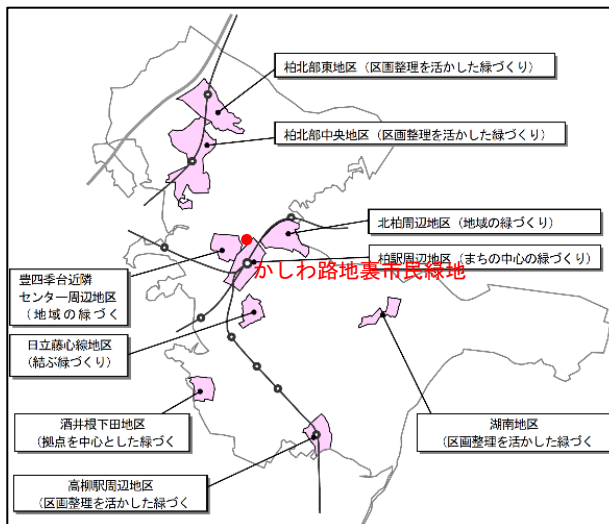 柏北部東地区（区画整理を活かした緑づくり）
柏北部中央地区（区画整理を活かした緑づくり）
北柏周辺地区（地域の緑づくり）
柏駅周辺地区（まちの中心の緑づくり）
かしわ路地裏市民緑地
豊四季台近隣
センター周辺地区
（地域の緑づく
日立藤心線地区
（結ぶ緑づくり）
酒井根下田地区
（拠点を中心とした緑づく
湖南地区
（区画整理を活かした緑づく
高柳駅周辺地区
（区画整理を活かした緑づく